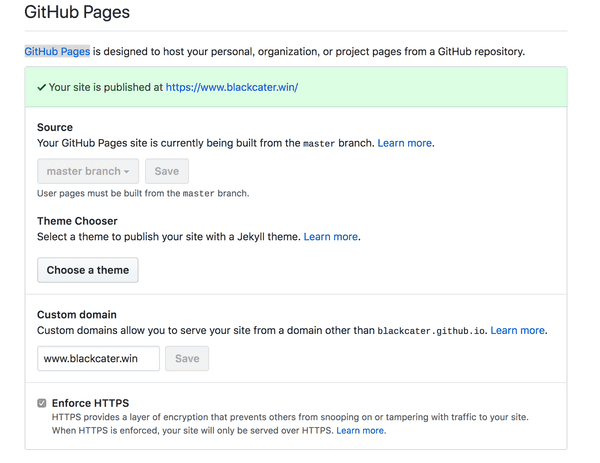 GitHub Pages
GitHub Pages is designed to host your personal, organization, or project pages from a GitHub repository.
✓ Your site is published at https://www.blackcater.win/
Source
Your GitHub Pages site is currently being built from the master branch. Learn more.
master branch Save
User pages must be built from the master branch.
Theme Chooser
Select a theme to publish your site with a Jekyll theme. Learn more.
Choose a theme
Custom domain
Custom domains allow you to serve your site from a domain other than blackcater.github.io. Learn more.
www.blackcater.win Save
Enforce HTTPS
HTTPS provides a layer of encryption that prevents others from snooping on or tampering with traffic to your site.
When HTTPS is enforced, your site will only be served over HTTPS. Learn more.